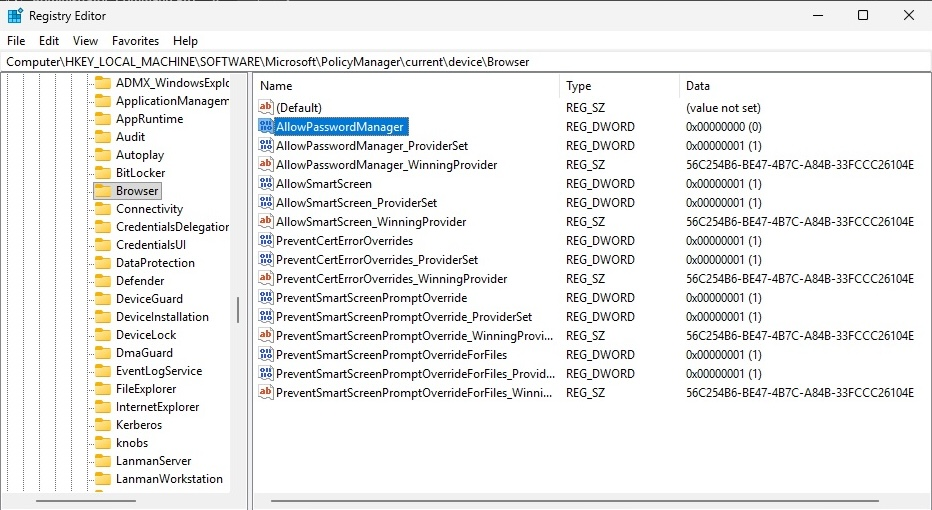 Registry Editor
File Edit View Favorites Help
Computer\HKEY_LOCAL_MACHINE\SOFTWARE\Microsoft\PolicyManager\current\device\Browser
ADMX_WindowsExplo
ApplicationManagem
AppRuntime
Audit
Autoplay
BitLocker
Browser
Connectivity
CredentialsDelegation
CredentialsUI
DataProtection
Defender
DeviceGuard
DeviceInstallation
DeviceLock
DmaGuard
EventLogService
FileExplorer
InternetExplorer
Kerberos
knobs
LanmanServer
LanmanWorkstation
Name Type Data
(Default) REG_SZ (value not set)
AllowPasswordManager REG_DWORD 0x00000000 (0)
AllowPasswordManager_ProviderSet REG_DWORD 0x00000001 (1)
AllowPasswordManager_WinningProvider REG_SZ 56C254B6-BE47-4B7C-A84B-33FCCC26104E
AllowSmartScreen REG_DWORD 0x00000001 (1)
AllowSmartScreen_ProviderSet REG_DWORD 0x00000001 (1)
AllowSmartScreen_WinningProvider REG_SZ 56C254B6-BE47-4B7C-A84B-33FCCC26104E
PreventCertErrorOverrides REG_DWORD 0x00000001 (1)
PreventCertErrorOverrides_ProviderSet REG_DWORD 0x00000001 (1)
PreventCertErrorOverrides_WinningProvider REG_SZ 56C254B6-BE47-4B7C-A84B-33FCCC26104E
PreventSmartScreenPromptOverride REG_DWORD 0x00000001 (1)
PreventSmartScreenPromptOverride_ProviderSet REG_DWORD 0x00000001 (1)
PreventSmartScreenPromptOverride_WinningProvi... REG_SZ 56C254B6-BE47-4B7C-A84B-33FCCC26104E
PreventSmartScreenPromptOverrideForFiles REG_DWORD 0x00000001 (1)
PreventSmartScreenPromptOverrideForFiles_Provid... REG_DWORD 0x00000001 (1)
PreventSmartScreenPromptOverrideForFiles_Winni... REG_SZ 56C254B6-BE47-4B7C-A84B-33FCCC26104E